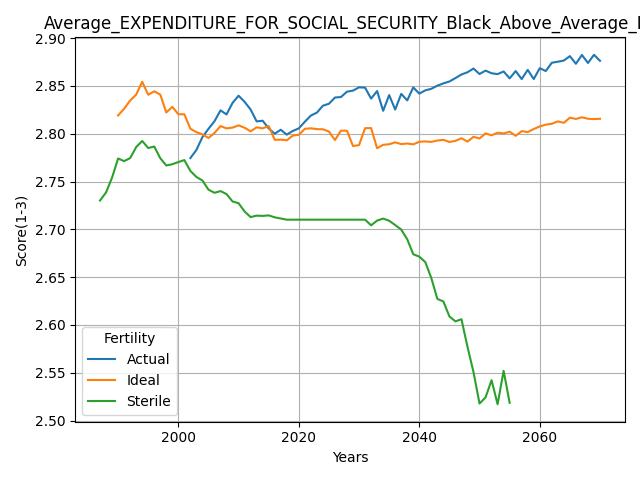 Average_EXPENDITURE_FOR_SOCIAL_SECURITY_Black_Above_Average_
Score(1-3)
2.90
2.85
2.80
2.75
2.70
2.65
2.60
2.55
2.50
Fertility
Actual
Ideal
Sterile
2000
2020
2040
2060
Years